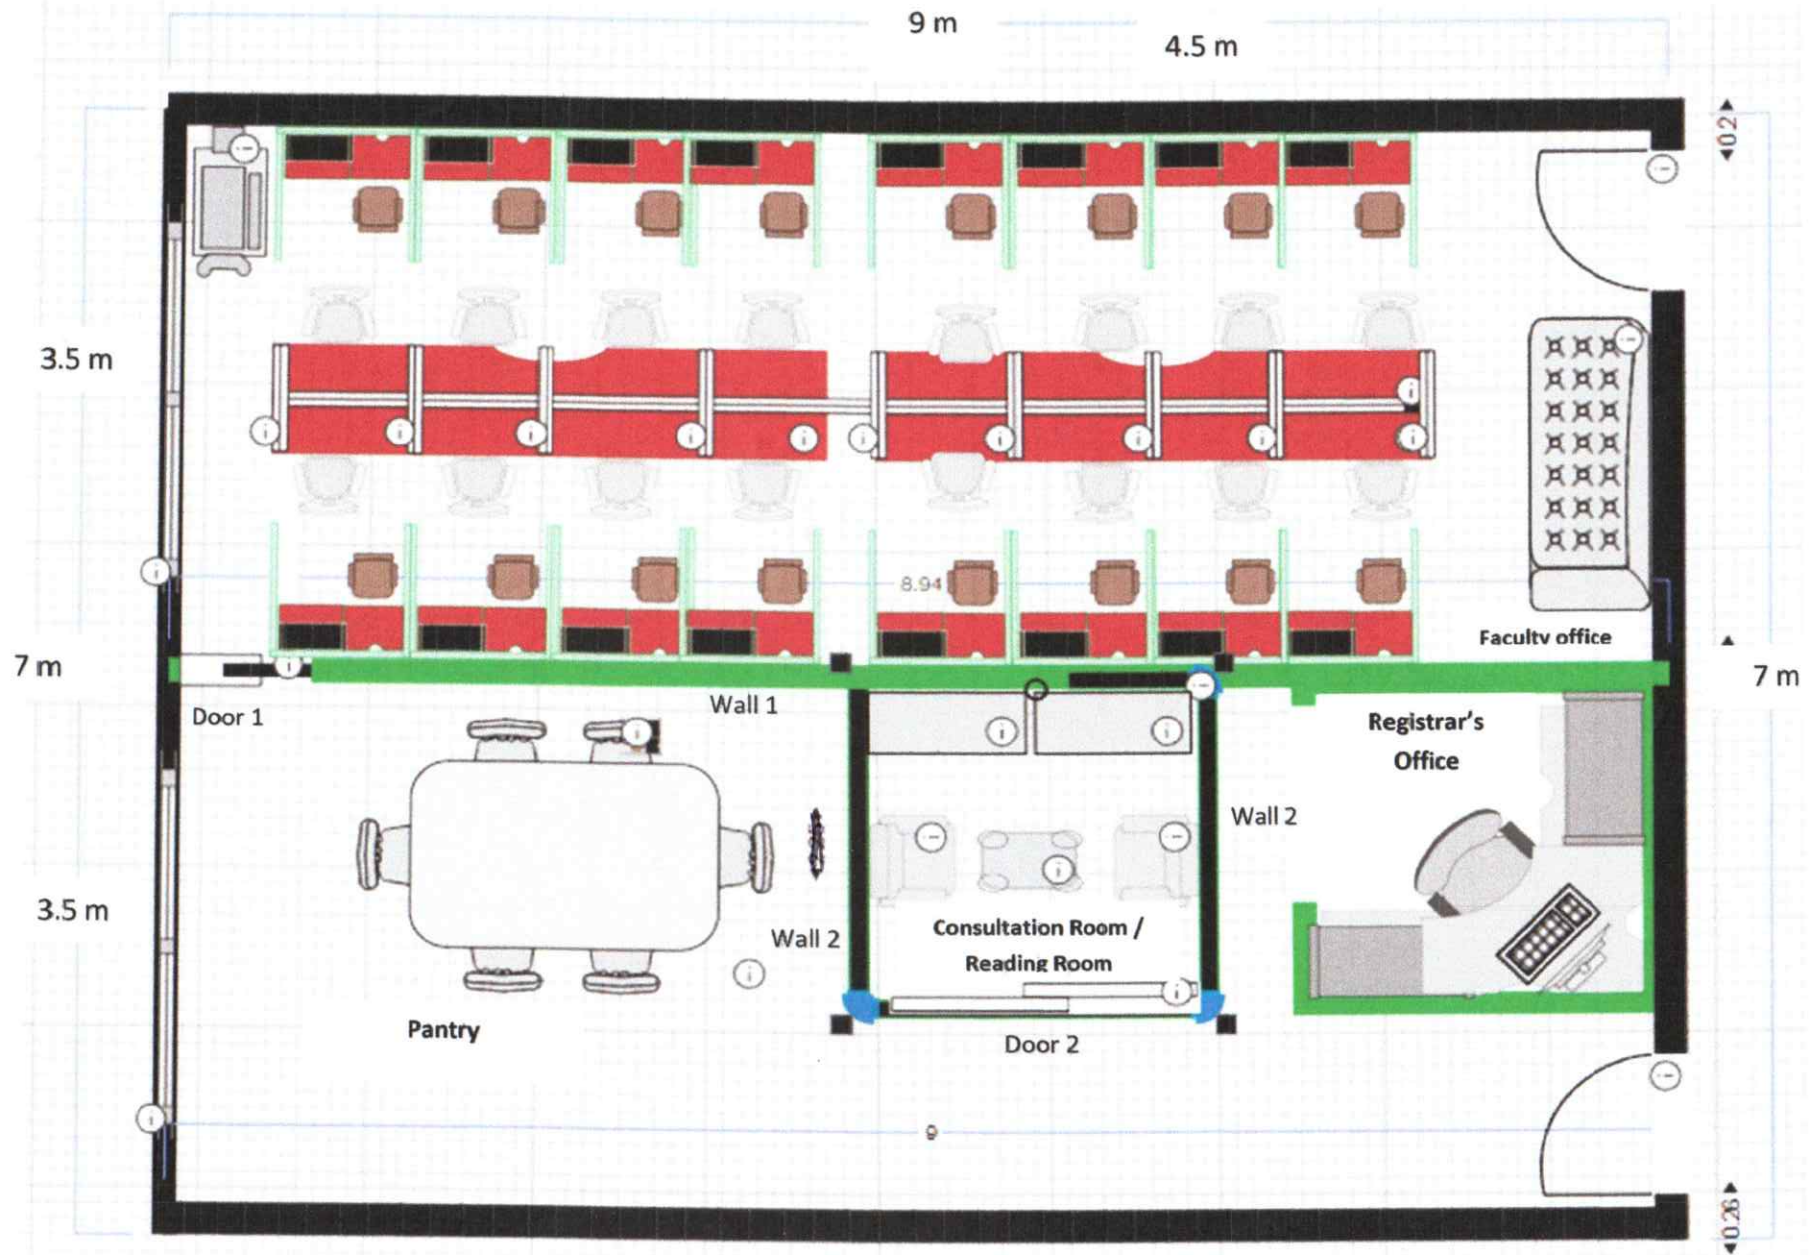 9 m
4.5 m
0.2
3.5 m
8.94
Faculty office
7 m
7 m
Door 1
Wall 1
Registrar's
Office
Wall 2
3.5 m
Wall 2
Consultation Room /
Reading Room
Pantry
Door 2
9
0.26